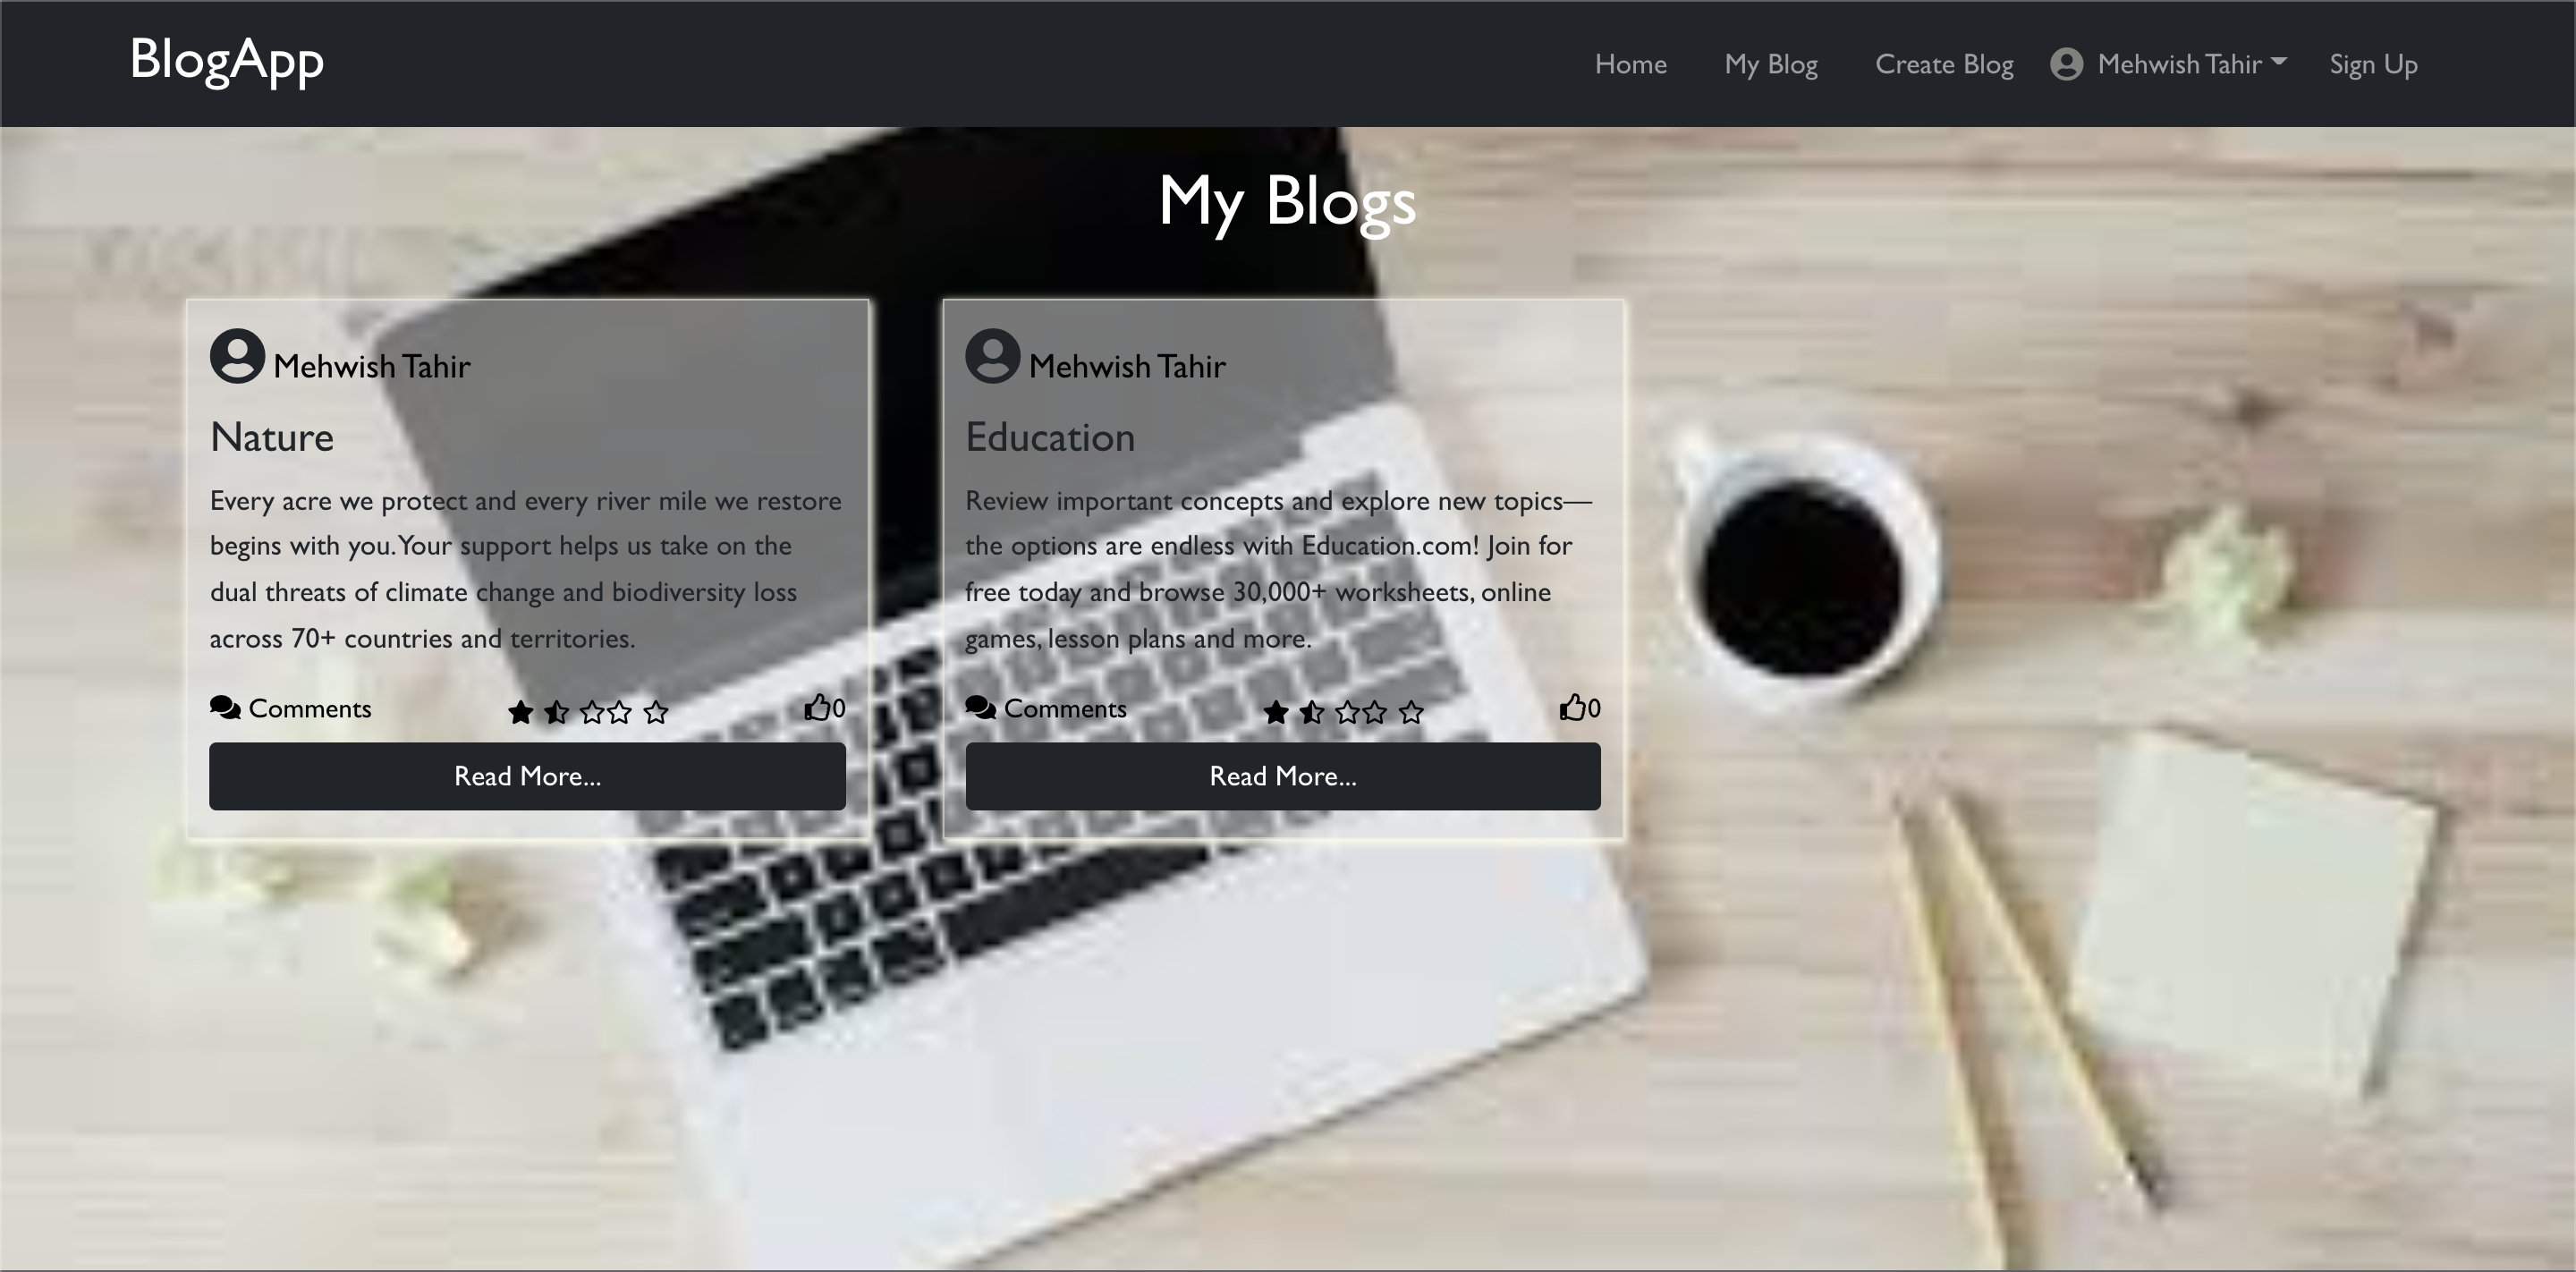 BlogApp
Home My Blog Create Blog Mehwish Tahir Sign Up
My Blogs
Mehwish Tahir
Nature
Every acre we protect and every river mile we restore
begins with you. Your support helps us take on the
dual threats of climate change and biodiversity loss
across 70+ countries and territories.
Comments 0
Read More...
Mehwish Tahir
Education
Review important concepts and explore new topics—
the options are endless with Education.com! Join for
free today and browse 30,000+ worksheets, online
games, lesson plans and more.
Comments 0
Read More...